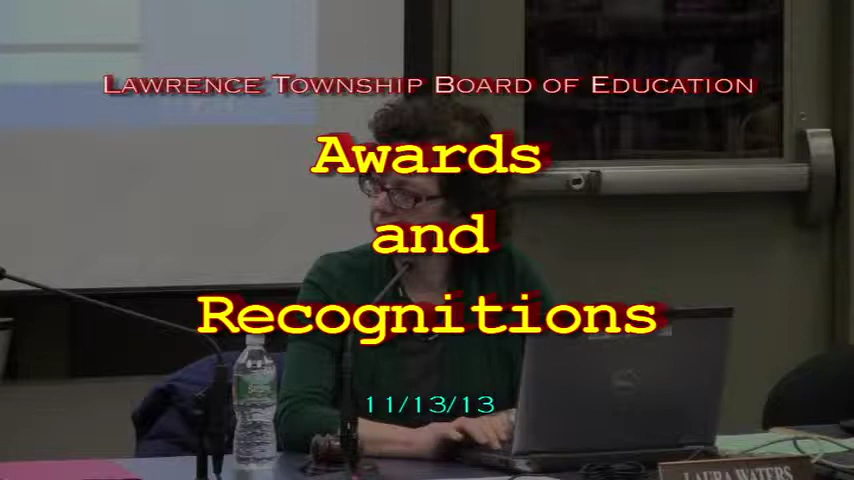 Lawrence Township Board of Education
Awards
and
Recognitions
11/13/13
LAURA WATERS